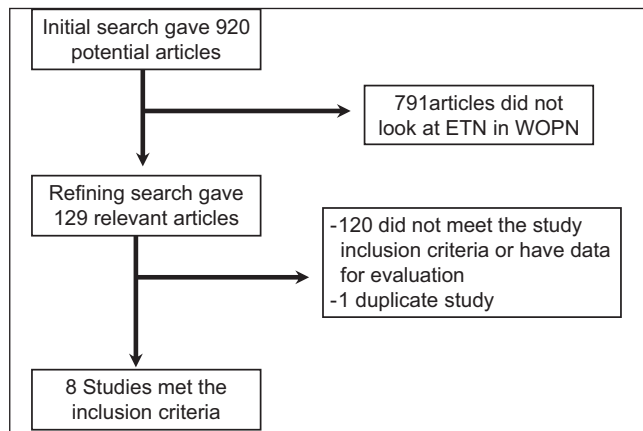 Initial search gave 920
potential articles
791articles did not
look at ETN in WOPN
Refining search gave
129 relevant articles
-120 did not meet the study
inclusion criteria or have data
for evaluation
-1 duplicate study
8 Studies met the
inclusion criteria